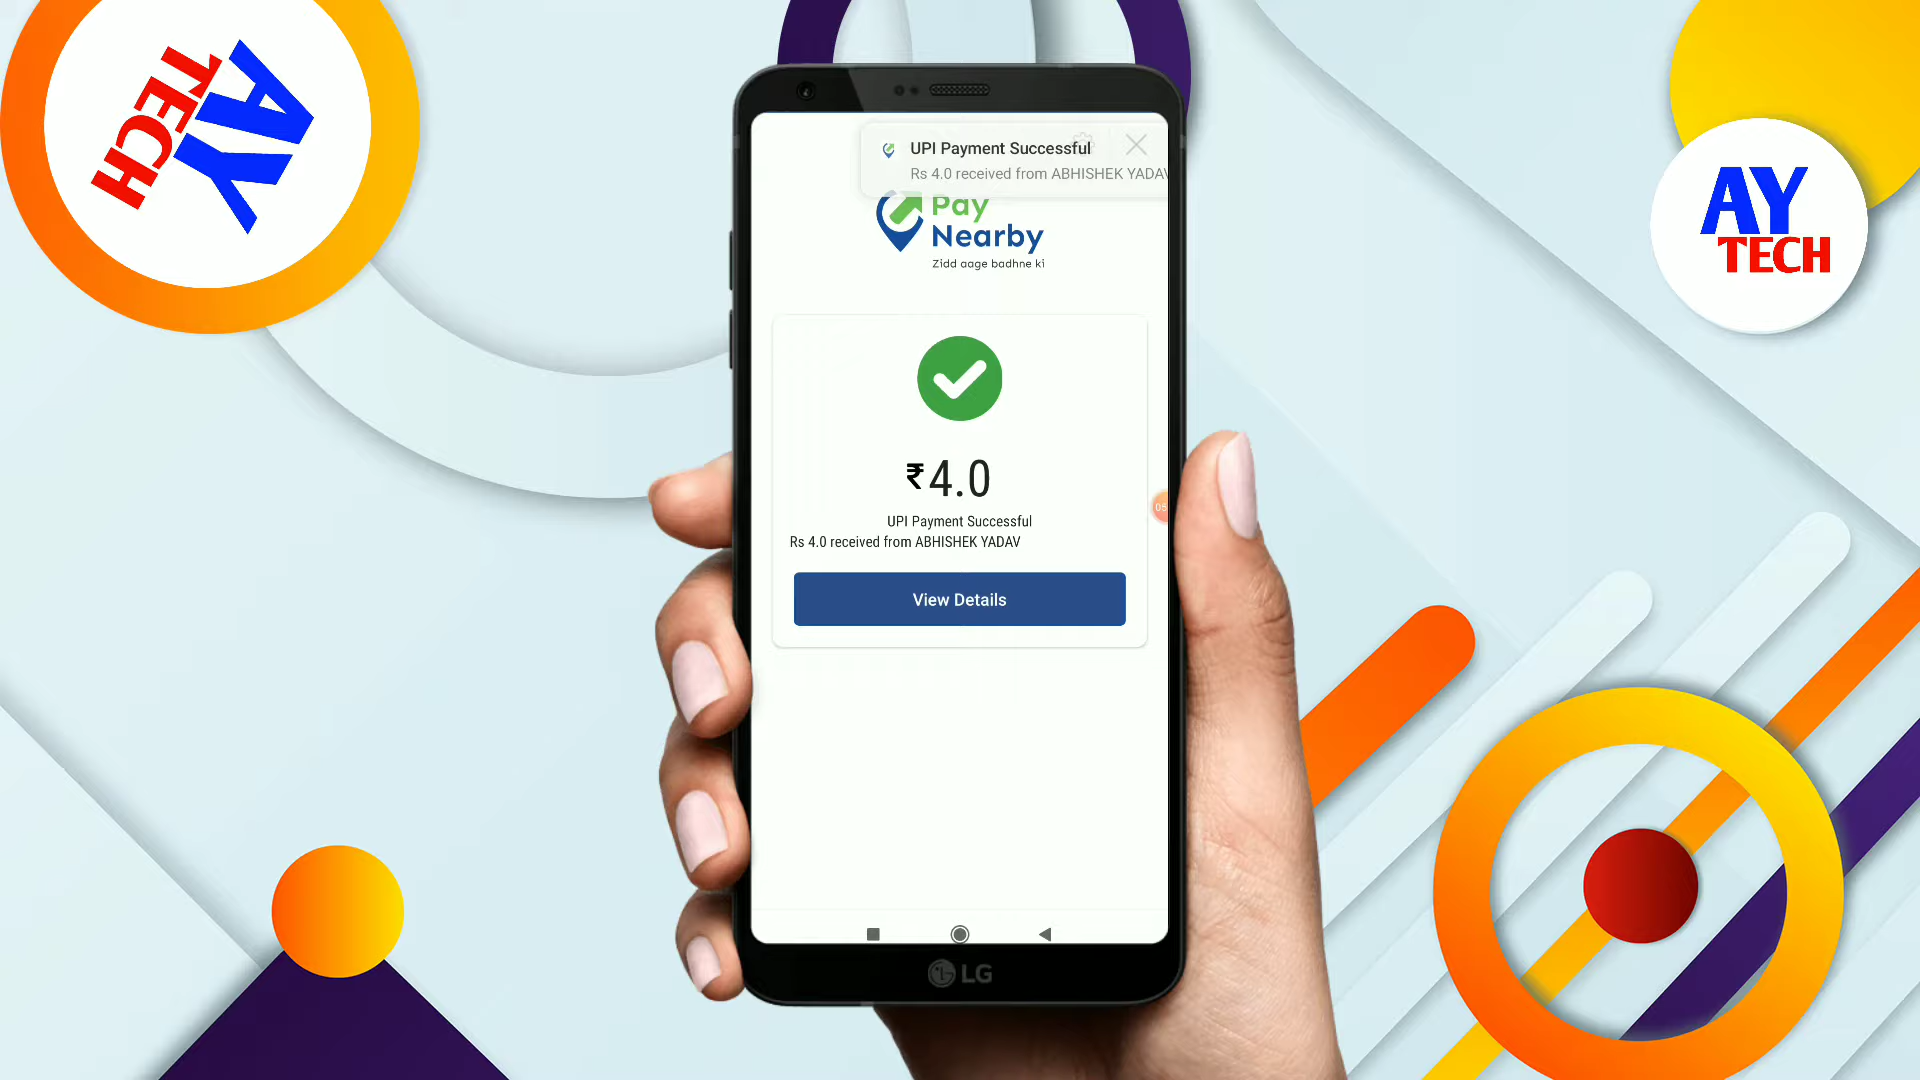 AY
TECH
UPI Payment Successful
Rs 4.0 received from ABHISHEK YADAV
Pay
Nearby
Zidd aage badhne ki
₹4.0
UPI Payment Successful
Rs 4.0 received from ABHISHEK YADAV
View Details
LG
AY
TECH